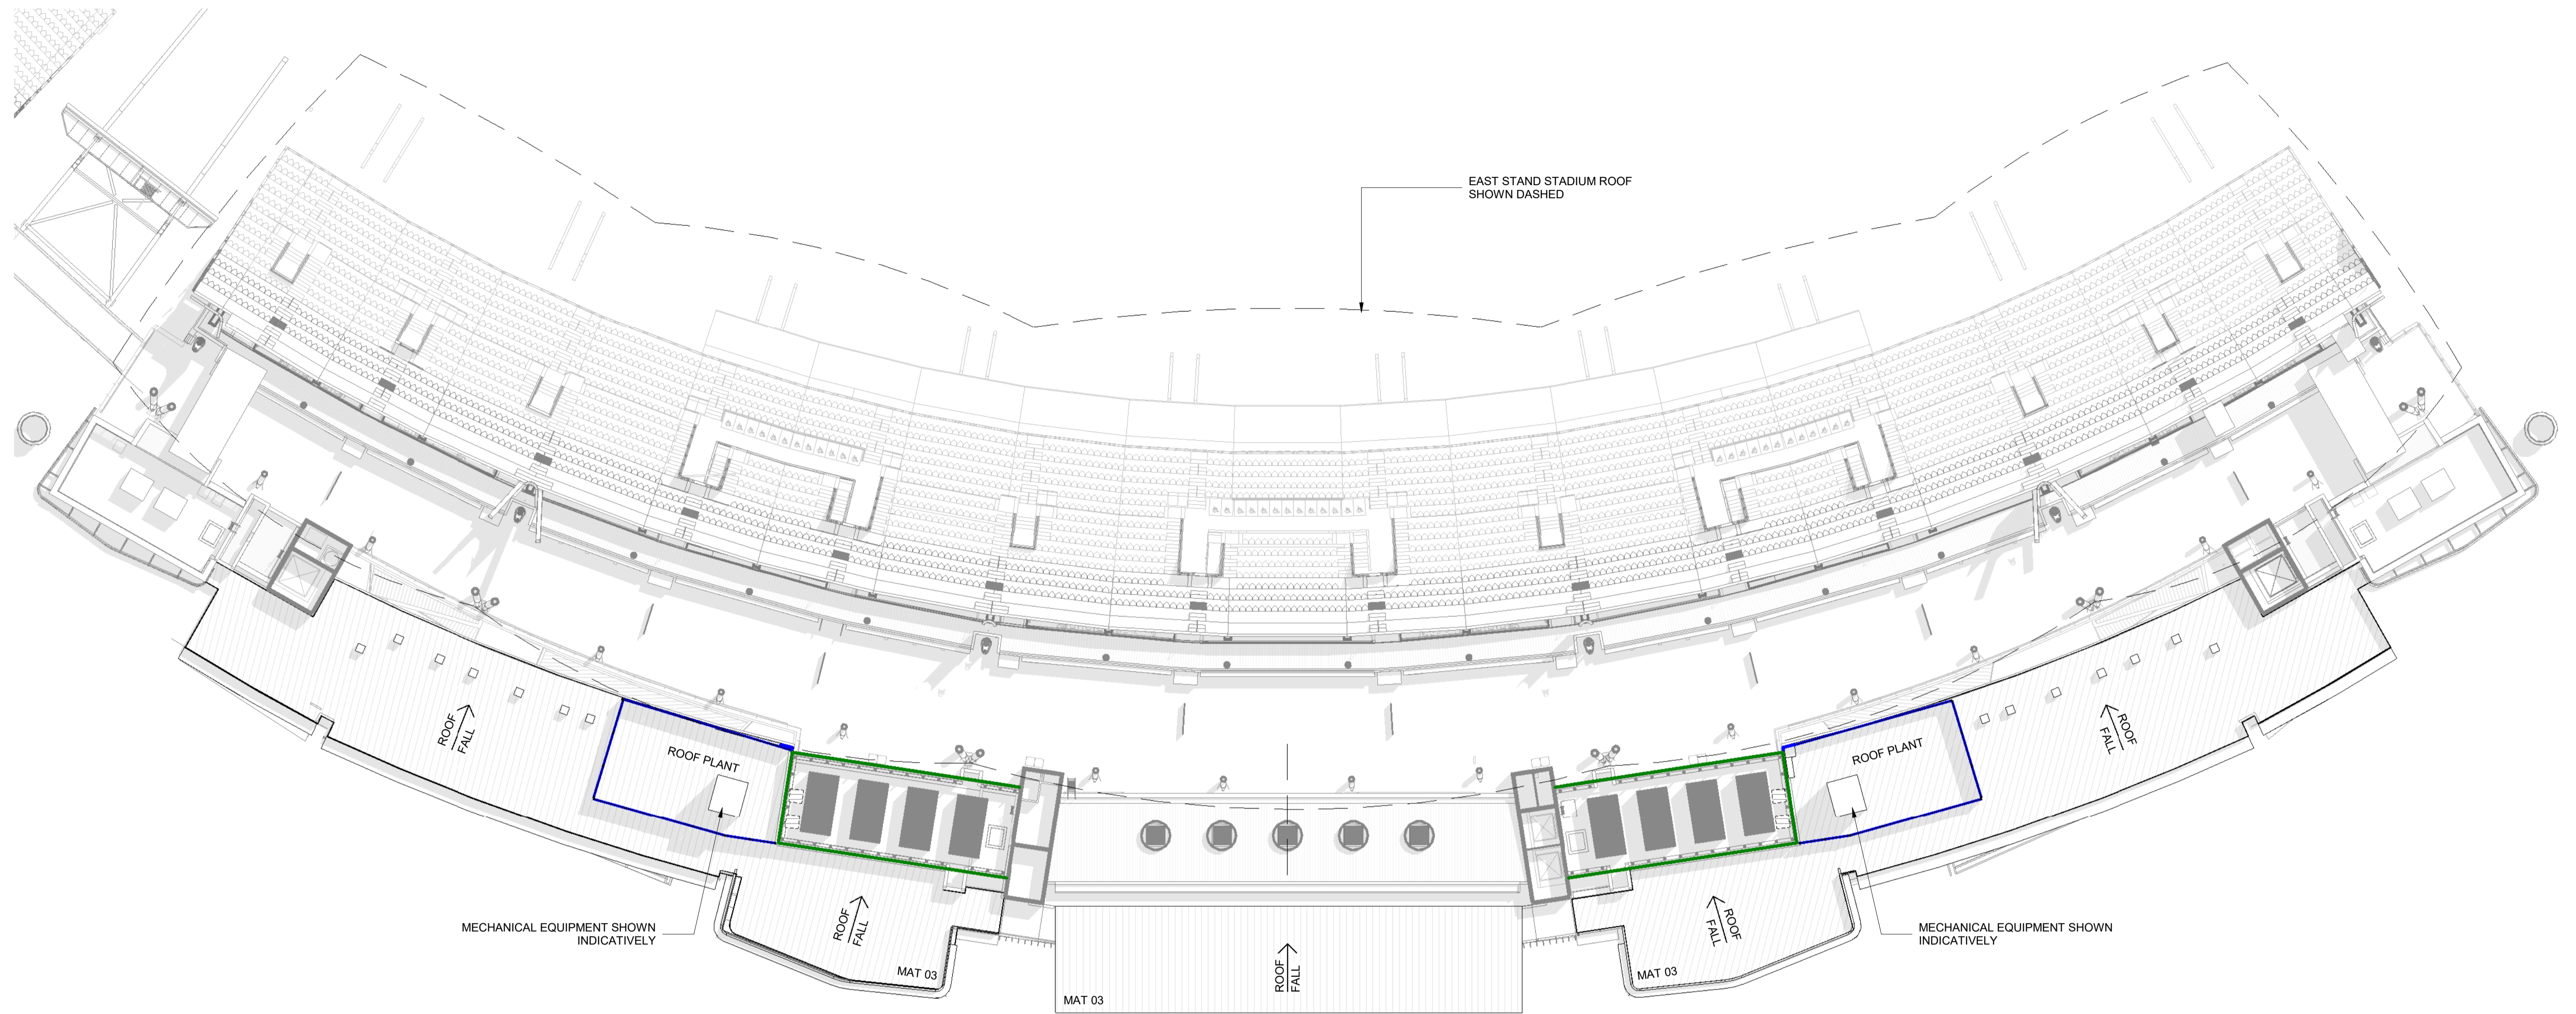 EAST STAND STADIUM ROOF
SHOWN DASHED
ROOF
FALL
ROOF PLANT
ROOF PLANT
ROOF
FALL
MECHANICAL EQUIPMENT SHOWN
INDICATIVELY
ROOF
FALL
MAT 03
ROOF
FALL
MAT 03
ROOF
FALL
MAT 03
MECHANICAL EQUIPMENT SHOWN
INDICATIVELY